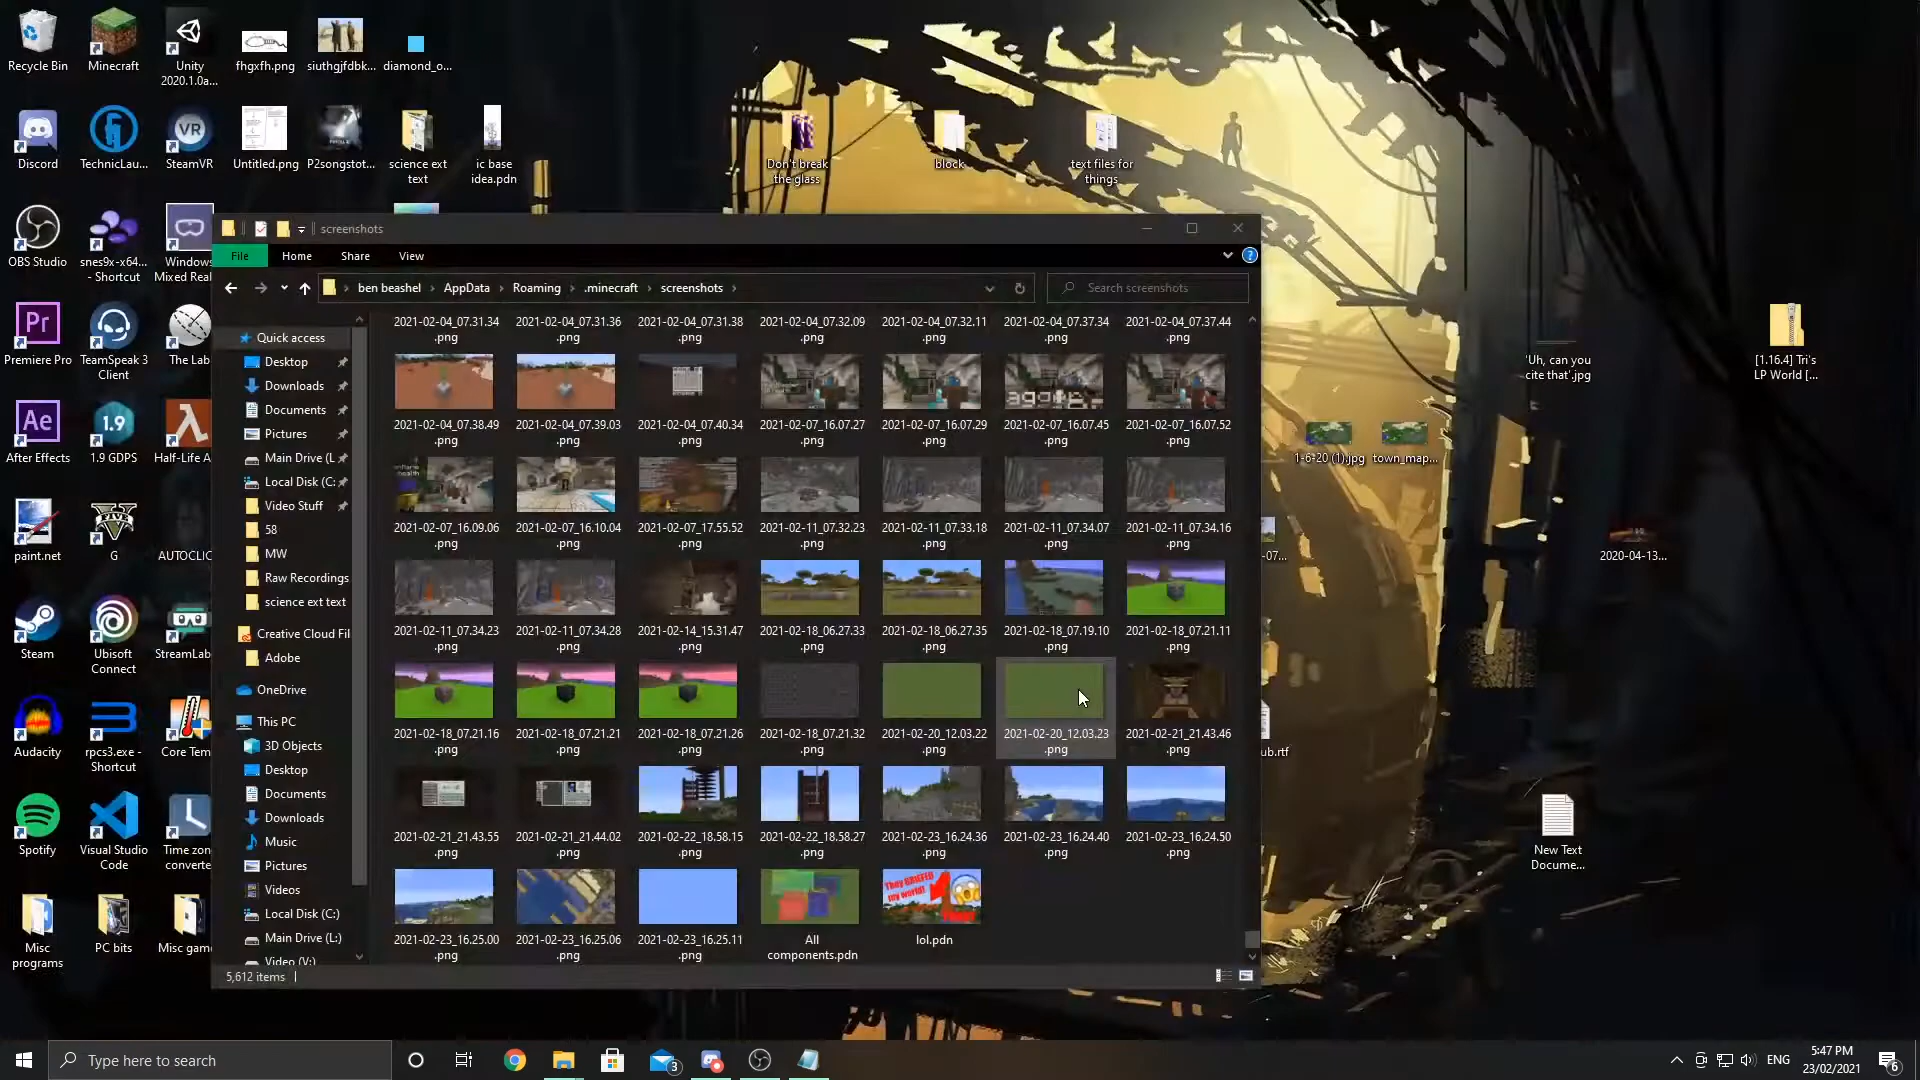 Recycle Bin
Minecraft
Unity
2020.1.0a...
fhgxfh.png
siuthgjfdbk...
diamond_o...
Discord
TechnicLau...
SteamVR
Untitled.png
P2songstot...
science ext
text
ic base
idea.pdn
Don't break
the glass
block
text files for
things
OBS Studio
snes9x-x64...
- Shortcut
Windows
Mixed Real
Premiere Pro
TeamSpeak 3
Client
The Lab
After Effects
1.9 GDPS
Half-Life A
paint.net
G
AUTOCLIC
Steam
Ubisoft
Connect
StreamLab
Audacity
rpcs3.exe -
Shortcut
Core Tem
Spotify
Visual Studio
Code
Time zon
converte
Misc
programs
PC bits
Misc gam
screenshots
File
Home
Share
View
ben beashel
AppData
Roaming
.minecraft
screenshots
Search screenshots
Quick access
Desktop
Downloads
Documents
Pictures
Main Drive (L
Local Disk (C:
Video Stuff
58
MW
Raw Recordings
science ext text
Creative Cloud Fil
Adobe
OneDrive
This PC
3D Objects
Desktop
Documents
Downloads
Music
Pictures
Videos
Local Disk (C:)
Main Drive (L:)
Video (V:)
2021-02-04_07.31.34
.png
2021-02-04_07.31.36
.png
2021-02-04_07.31.38
.png
2021-02-04_07.32.09
.png
2021-02-04_07.32.11
.png
2021-02-04_07.37.34
.png
2021-02-04_07.37.44
.png
2021-02-04_07.38.49
.png
2021-02-04_07.39.03
.png
2021-02-04_07.40.34
.png
2021-02-07_16.07.27
.png
2021-02-07_16.07.29
.png
2021-02-07_16.07.45
.png
2021-02-07_16.07.52
.png
2021-02-07_16.09.06
.png
2021-02-07_16.10.04
.png
2021-02-07_17.55.52
.png
2021-02-11_07.32.23
.png
2021-02-11_07.33.18
.png
2021-02-11_07.34.07
.png
2021-02-11_07.34.16
.png
2021-02-11_07.34.23
.png
2021-02-11_07.34.28
.png
2021-02-14_15.31.47
.png
2021-02-18_06.27.33
.png
2021-02-18_06.27.35
.png
2021-02-18_07.19.10
.png
2021-02-18_07.21.11
.png
2021-02-18_07.21.16
.png
2021-02-18_07.21.21
.png
2021-02-18_07.21.26
.png
2021-02-18_07.21.32
.png
2021-02-20_12.03.22
.png
2021-02-20_12.03.23
.png
2021-02-21_21.43.46
.png
2021-02-21_21.43.55
.png
2021-02-21_21.44.02
.png
2021-02-22_18.58.15
.png
2021-02-22_18.58.27
.png
2021-02-23_16.24.36
.png
2021-02-23_16.24.40
.png
2021-02-23_16.24.50
.png
2021-02-23_16.25.00
.png
2021-02-23_16.25.06
.png
2021-02-23_16.25.11
.png
All
components.pdn
They GRIEFED
my world!
lol.pdn
5,612 items
'Uh, can you
cite that'.jpg
[1.16.4] Tri's
LP World [...
1-6-20 (1).jpg
town_map...
-07...
2020-04-13...
ub.rtf
New Text
Docume...
Type here to search
3
ENG
5:47 PM
23/02/2021
6